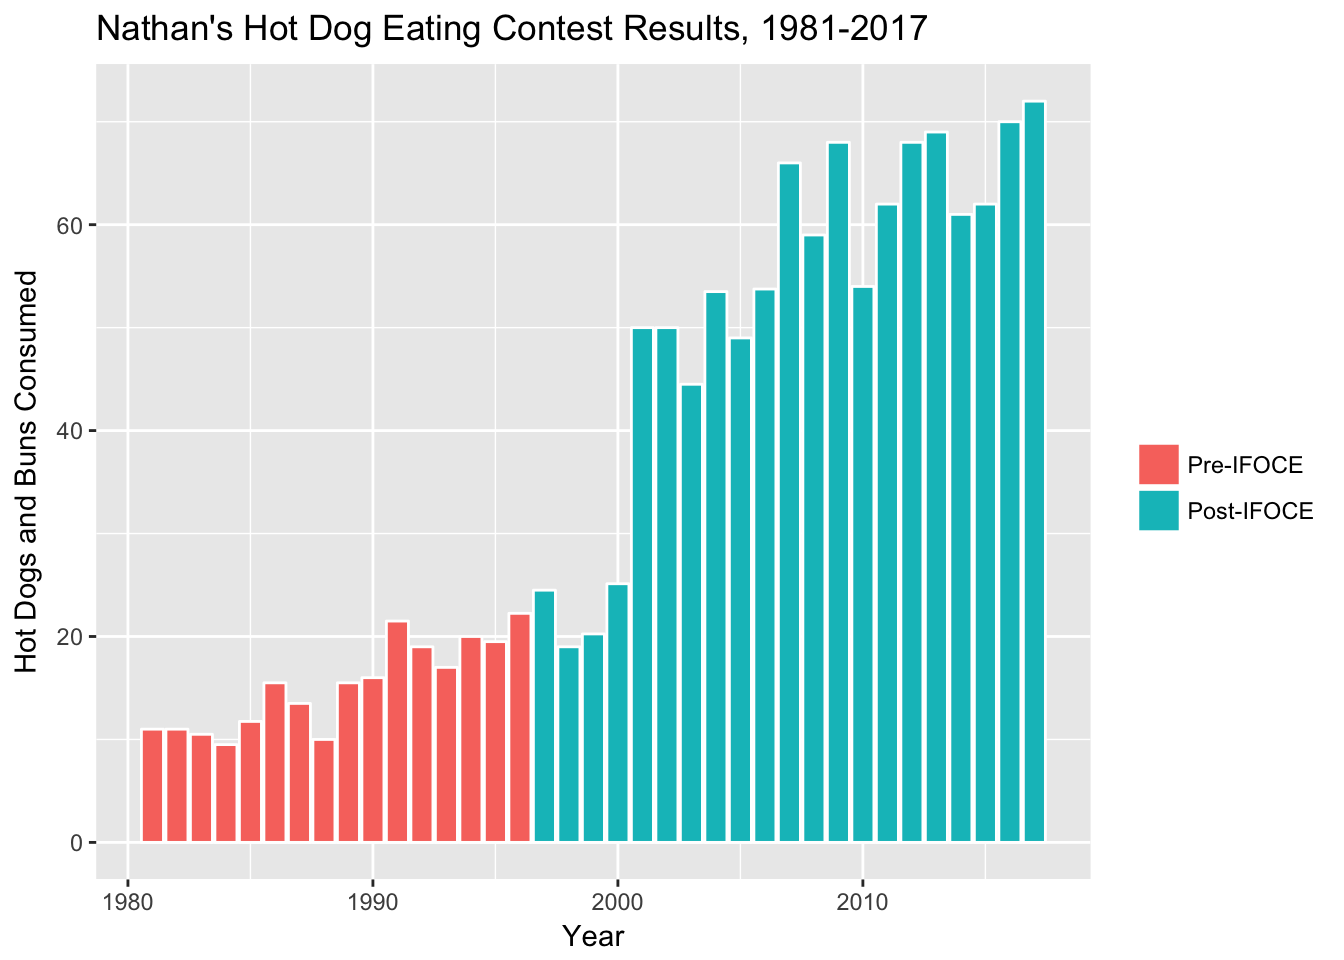 Nathan's Hot Dog Eating Contest Results, 1981-2017
Hot Dogs and Buns Consumed
60
40
20
0
1980
1990
2000
2010
Year
Pre-IFOCE
Post-IFOCE